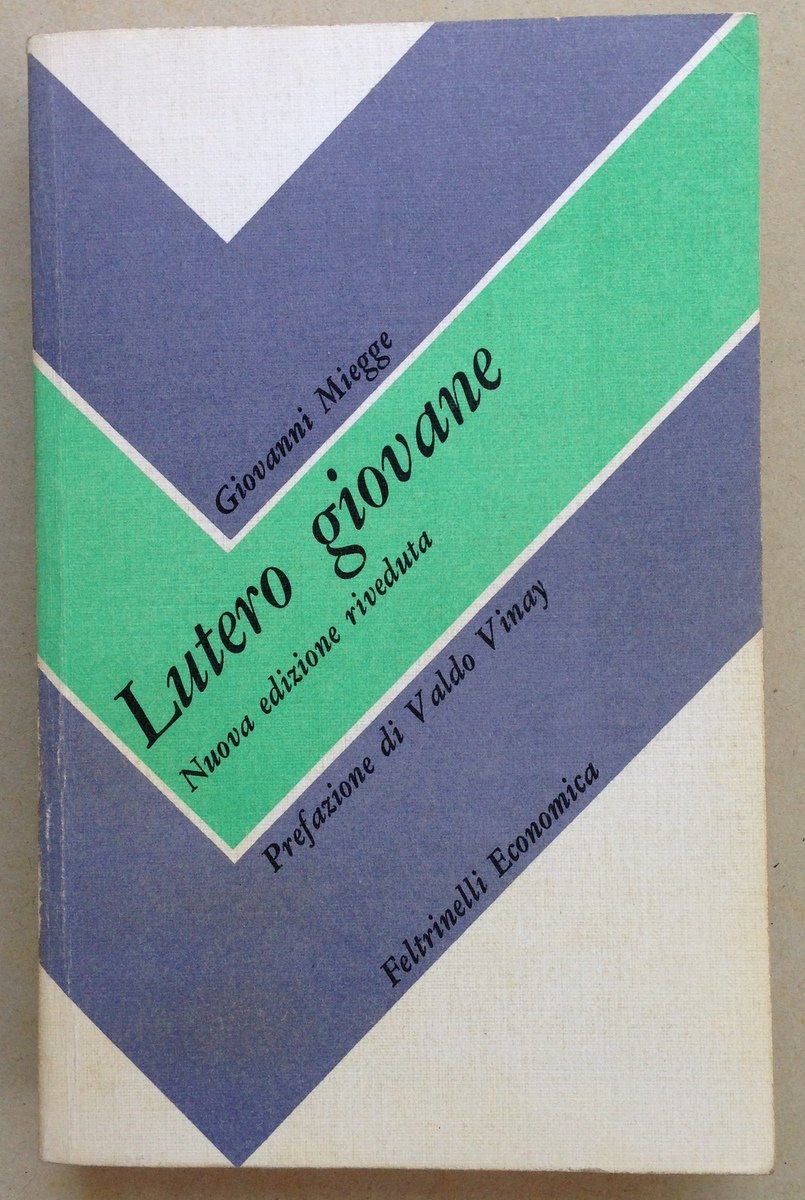 Giovanni Miegge
Lutero giovane
Nuova edizione riveduta
Prefazione di Valdo Vinay
Feltrinelli Economica